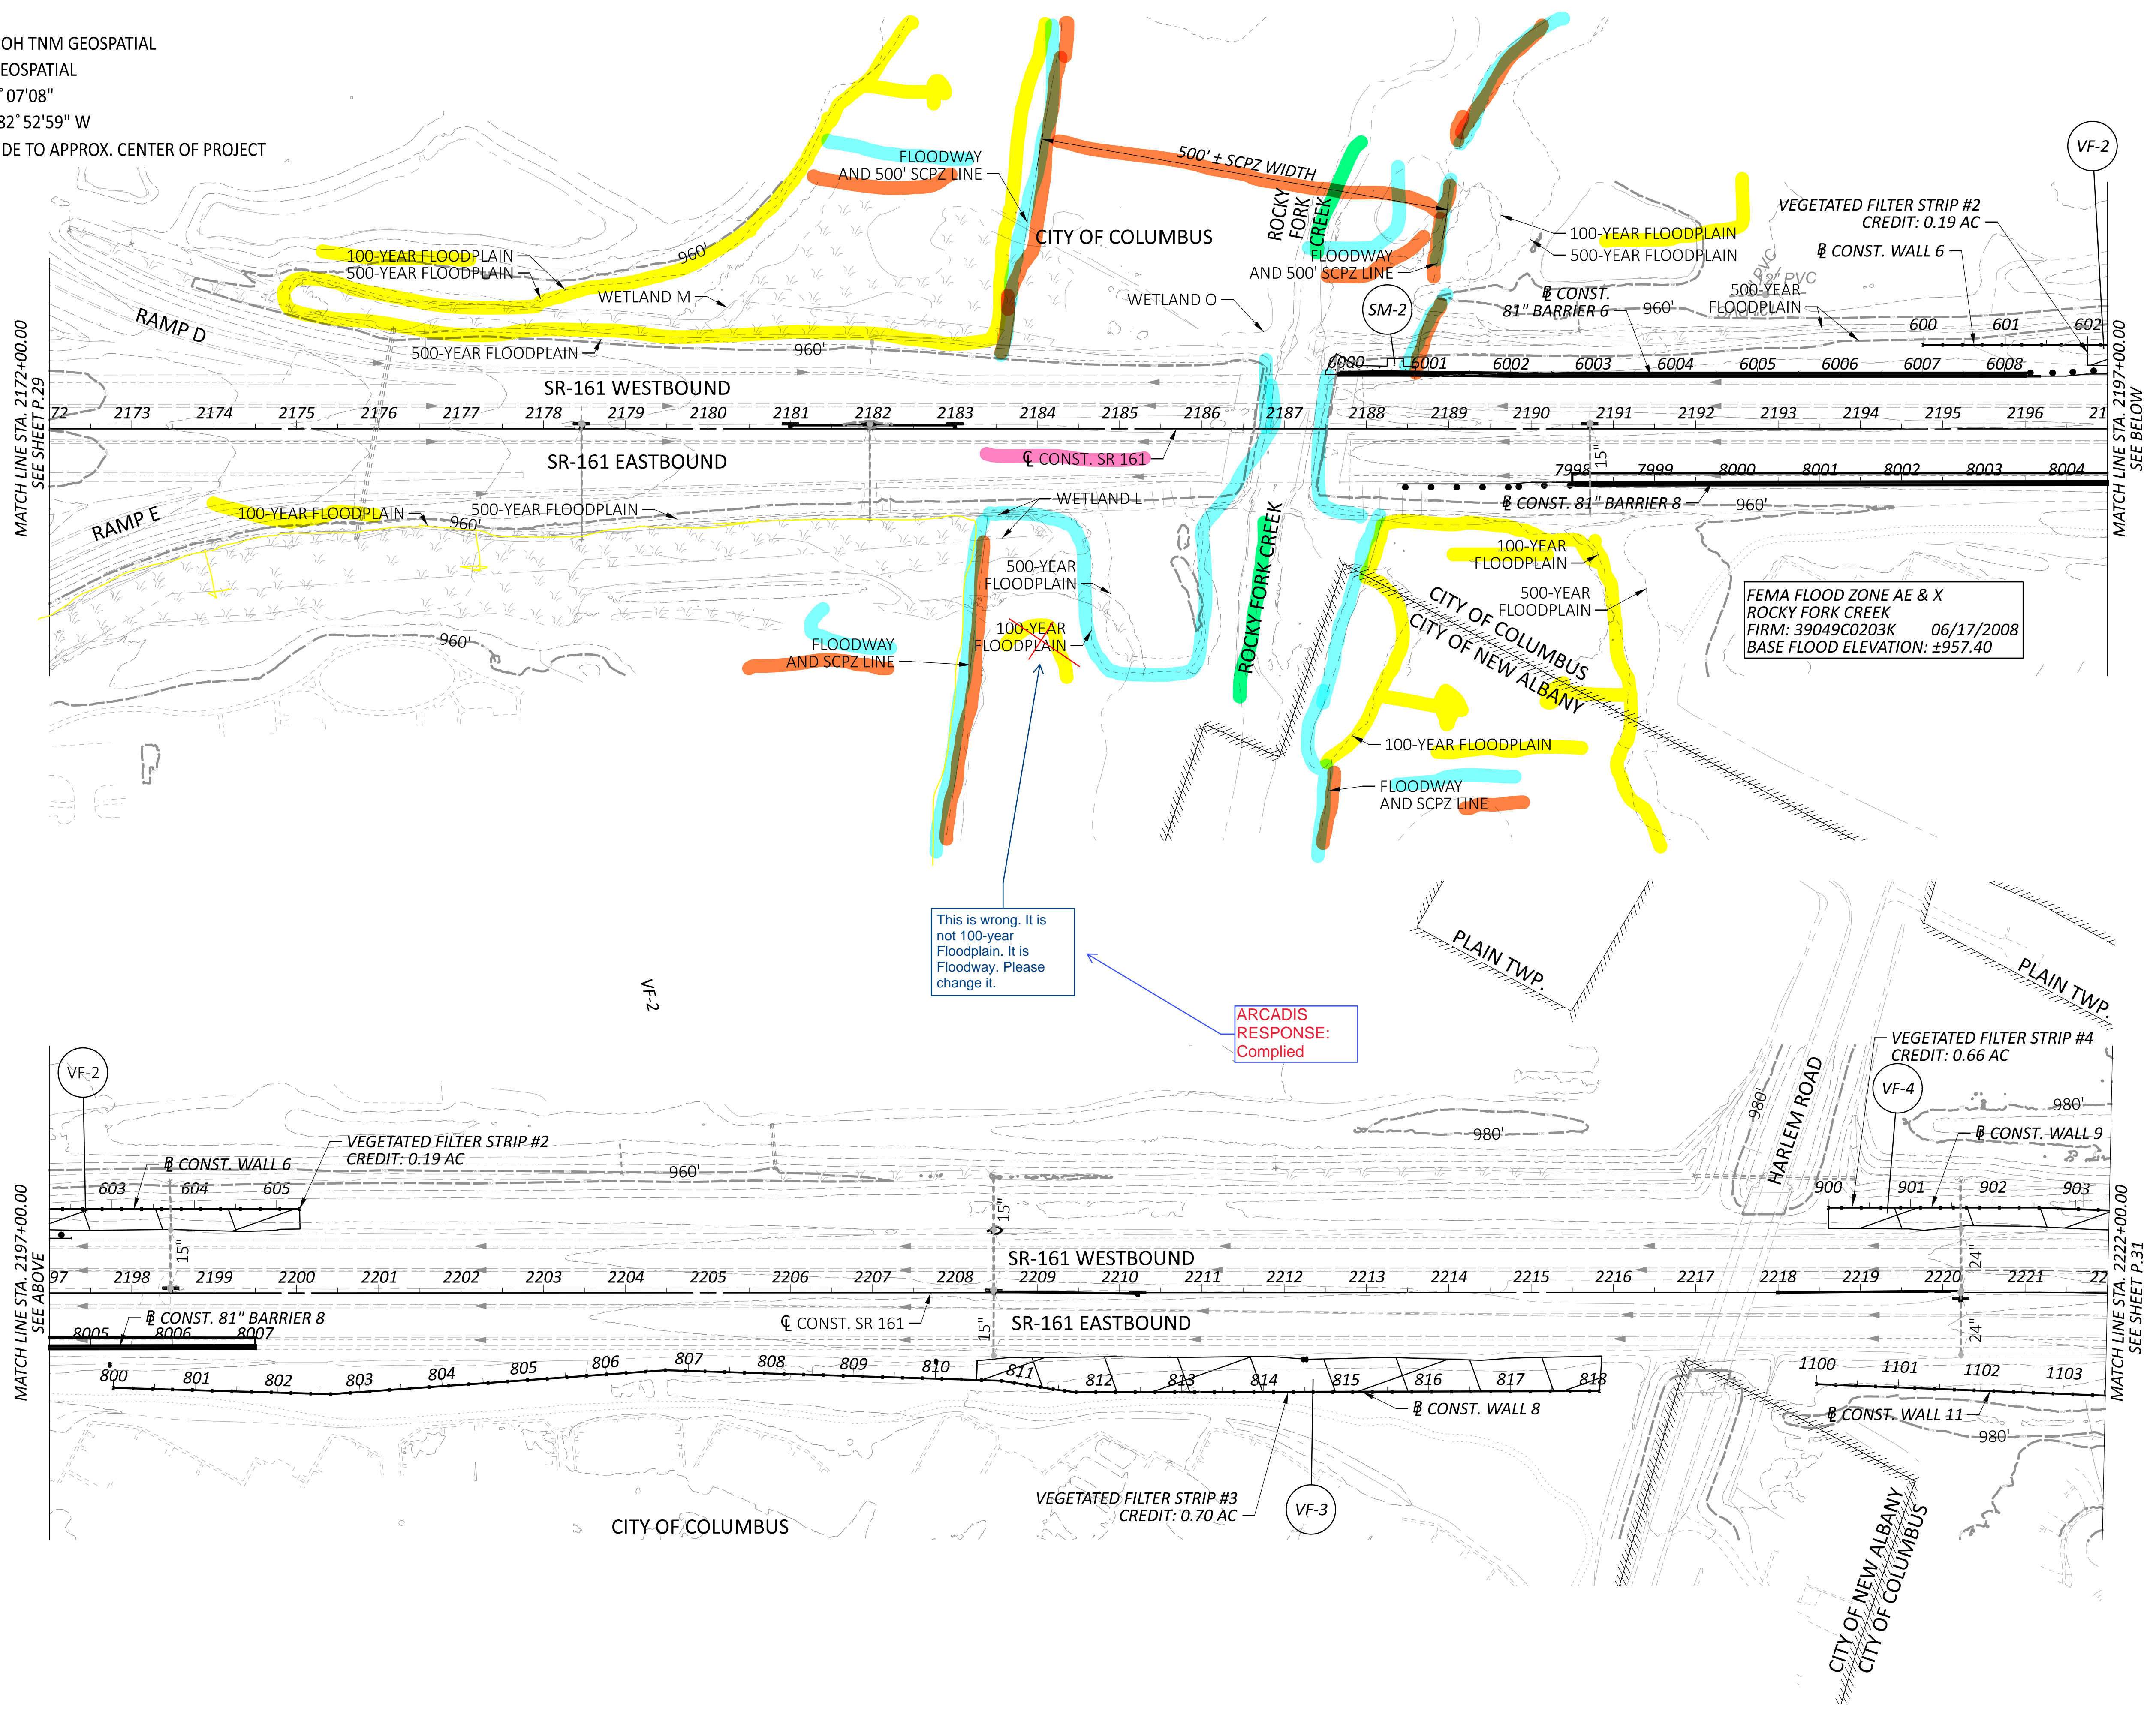 OH TNM GEOSPATIAL
EOSPATIAL
°07'08"
82°52'59" W
DE TO APPROX. CENTER OF PROJECT
FLOODWAY
AND 500' SCPZ LINE
500' ± SCPZ WIDTH
ROCKY
FORK
CREEK
CITY OF COLUMBUS
FLOODWAY
AND 500' SCPZ LINE
100-YEAR FLOODPLAIN
500-YEAR FLOODPLAIN
VF-2
VEGETATED FILTER STRIP #2
CREDIT: 0.19 AC
℄ CONST. WALL 6
PVC
PVC
100-YEAR FLOODPLAIN
500-YEAR FLOODPLAIN
960'
WETLAND M
WETLAND O
SM-2
CONST.
81" BARRIER 6
960'
500-YEAR
FLOODPLAIN
600 601 602
RAMP D
500-YEAR FLOODPLAIN
960'
MATCH LINE STA. 2172+00.00
SEE SHEET P.29
SR-161 WESTBOUND
6001 6002 6003 6004 6005 6006 6007 6008
72 2173 2174 2175 2176 2177 2178 2179 2180 2181 2182 2183 2184 2185 2186 2187 2188 2189 2190 2191 2192 2193 2194 2195 2196 21
MATCH LINE STA. 2197+00.00
SEE BELOW
SR-161 EASTBOUND
℄ CONST. SR 161
15"
7998 7999 8000 8001 8002 8003 8004
CONST. 81" BARRIER 8
960'
RAMP E
100-YEAR FLOODPLAIN
960'
500-YEAR FLOODPLAIN
WETLAND L
500-YEAR
FLOODPLAIN
ROCKY FORK CREEK
100-YEAR
FLOODPLAIN
500-YEAR
FLOODPLAIN
CITY OF COLUMBUS
CITY OF NEW ALBANY
FEMA FLOOD ZONE AE & X
ROCKY FORK CREEK
FIRM: 39049C0203K 06/17/2008
BASE FLOOD ELEVATION: ±957.40
960'
FLOODWAY
AND SCPZ LINE
100-YEAR
FLOODPLAIN
100-YEAR FLOODPLAIN
FLOODWAY
AND SCPZ LINE
This is wrong. It is
not 100-year
Floodplain. It is
Floodway. Please
change it.
ARCADIS
RESPONSE:
Complied
VF-2
PLAIN TWP.
PLAIN TWP.
VF-2
VEGETATED FILTER STRIP #2
CREDIT: 0.19 AC
CONST. WALL 6
603 604 605
960'
980'
980'
HARLEM ROAD
VEGETATED FILTER STRIP #4
CREDIT: 0.66 AC
VF-4
980'
CONST. WALL 9
900 901 902 903
MATCH LINE STA. 2197+00.00
SEE ABOVE
15"
15"
SR-161 WESTBOUND
24"
97 2198 2199 2200 2201 2202 2203 2204 2205 2206 2207 2208 2209 2210 2211 2212 2213 2214 2215 2216 2217 2218 2219 2220 2221 22
MATCH LINE STA. 2222+00.00
SEE SHEET P.31
CONST. 81" BARRIER 8
8005 8006 8007
℄ CONST. SR 161
15"
SR-161 EASTBOUND
24"
800 801 802 803 804 805 806 807 808 809 810 811 812 813 814 815 816 817 818
1100 1101 1102 1103
CONST. WALL 8
CONST. WALL 11
980'
VEGETATED FILTER STRIP #3
CREDIT: 0.70 AC
VF-3
CITY OF COLUMBUS
CITY OF NEW ALBANY
CITY OF COLUMBUS